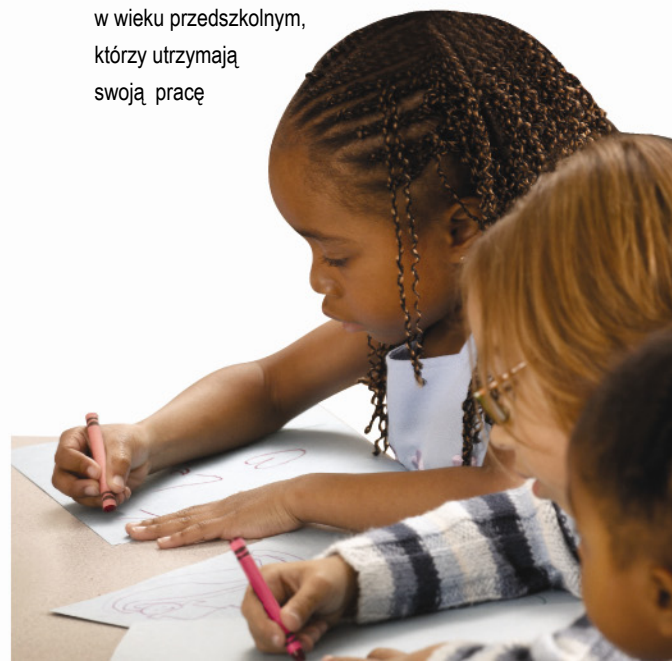 w wieku przedszkolnym,
którzy utrzymają
swoją pracę